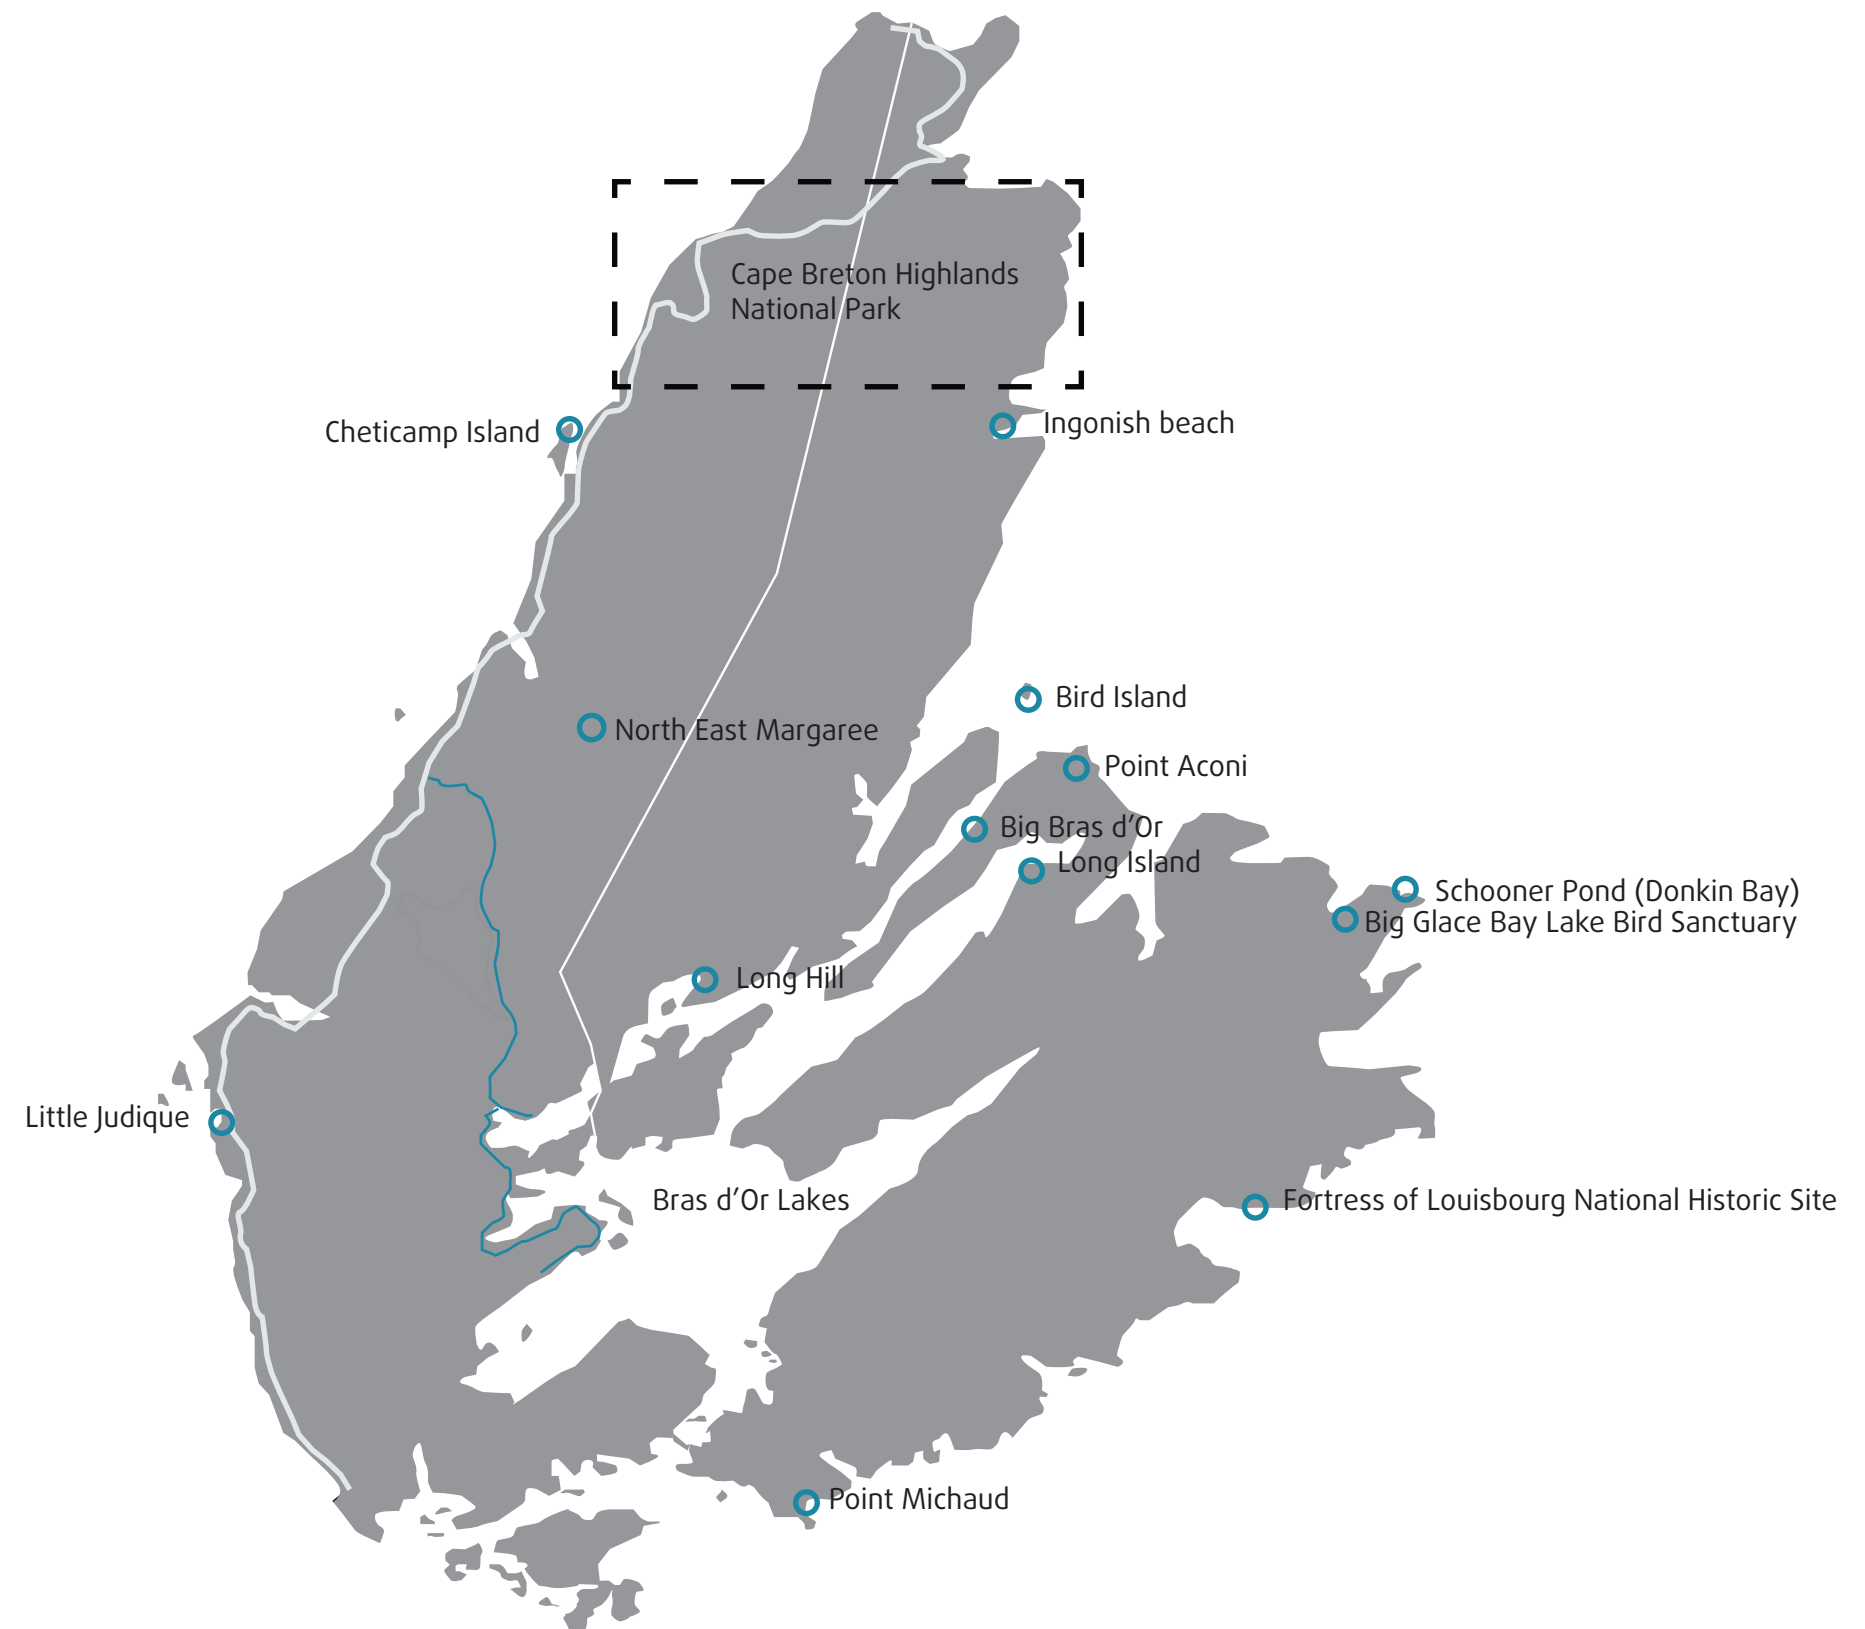 Cape Breton Highlands
National Park
Cheticamp Island
Ingonish beach
Bird Island
North East Margaree
Point Aconi
Big Bras d’Or
Long Island
Schooner Pond (Donkin Bay)
Big Glace Bay Lake Bird Sanctuary
Long Hill
Little Judique
Bras d’Or Lakes
Fortress of Louisbourg National Historic Site
Point Michaud